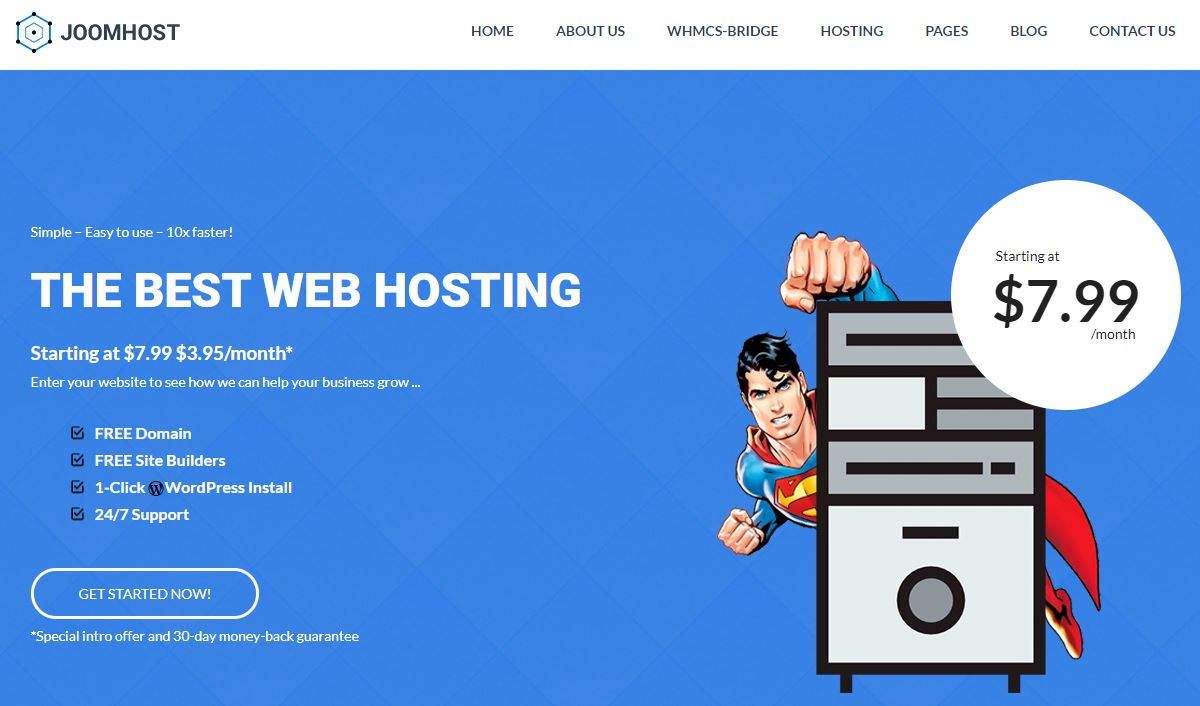 JOOMHOST
HOME ABOUT US WHMCS-BRIDGE HOSTING PAGES BLOG CONTACT US
Simple – Easy to use – 10x faster!
THE BEST WEB HOSTING
Starting at $7.99 $3.95/month*
Enter your website to see how we can help your business grow ...
FREE Domain
FREE Site Builders
1-Click WordPress Install
24/7 Support
GET STARTED NOW!
*Special intro offer and 30-day money-back guarantee
Starting at
$7.99
/month